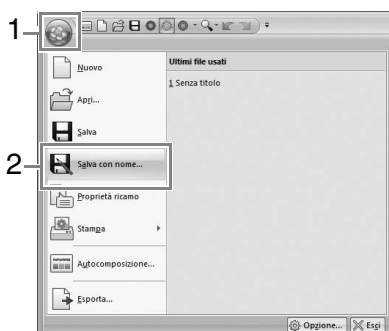 1
Nuovo
Ultimi file usati
1 Senza titolo
Apri...
Salva
2
Salva con nome...
Proprietà ricamo
Stampa
Autocomposizione...
Esporta...
Opzione...
Esci